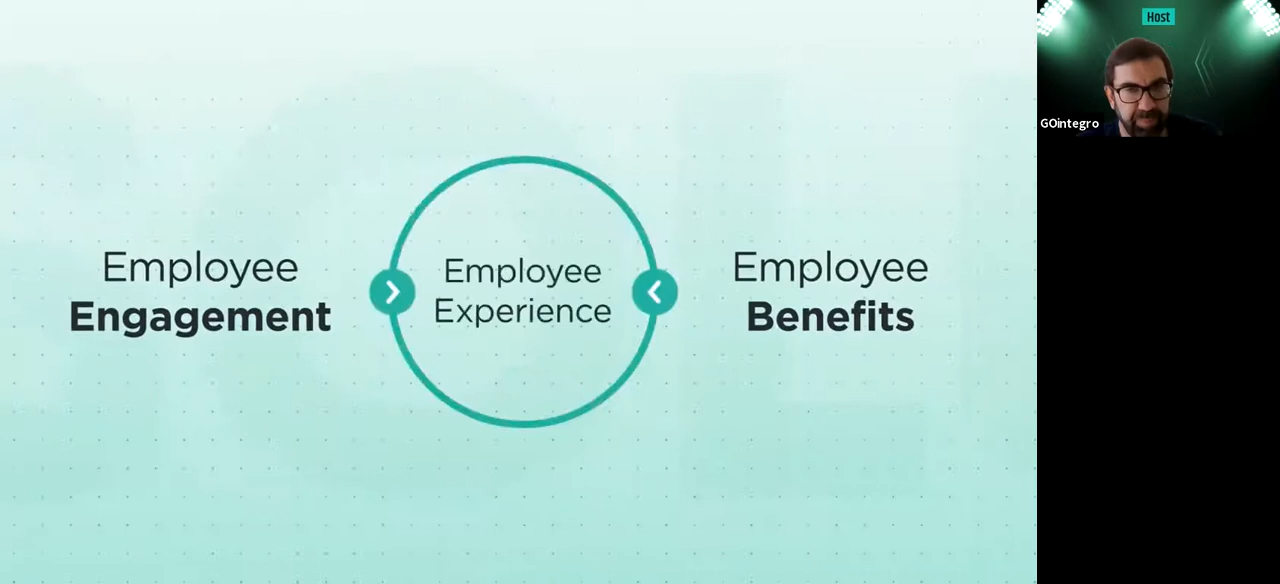 Employee
Engagement
Employee
Experience
Employee
Benefits
Host
GOintegro